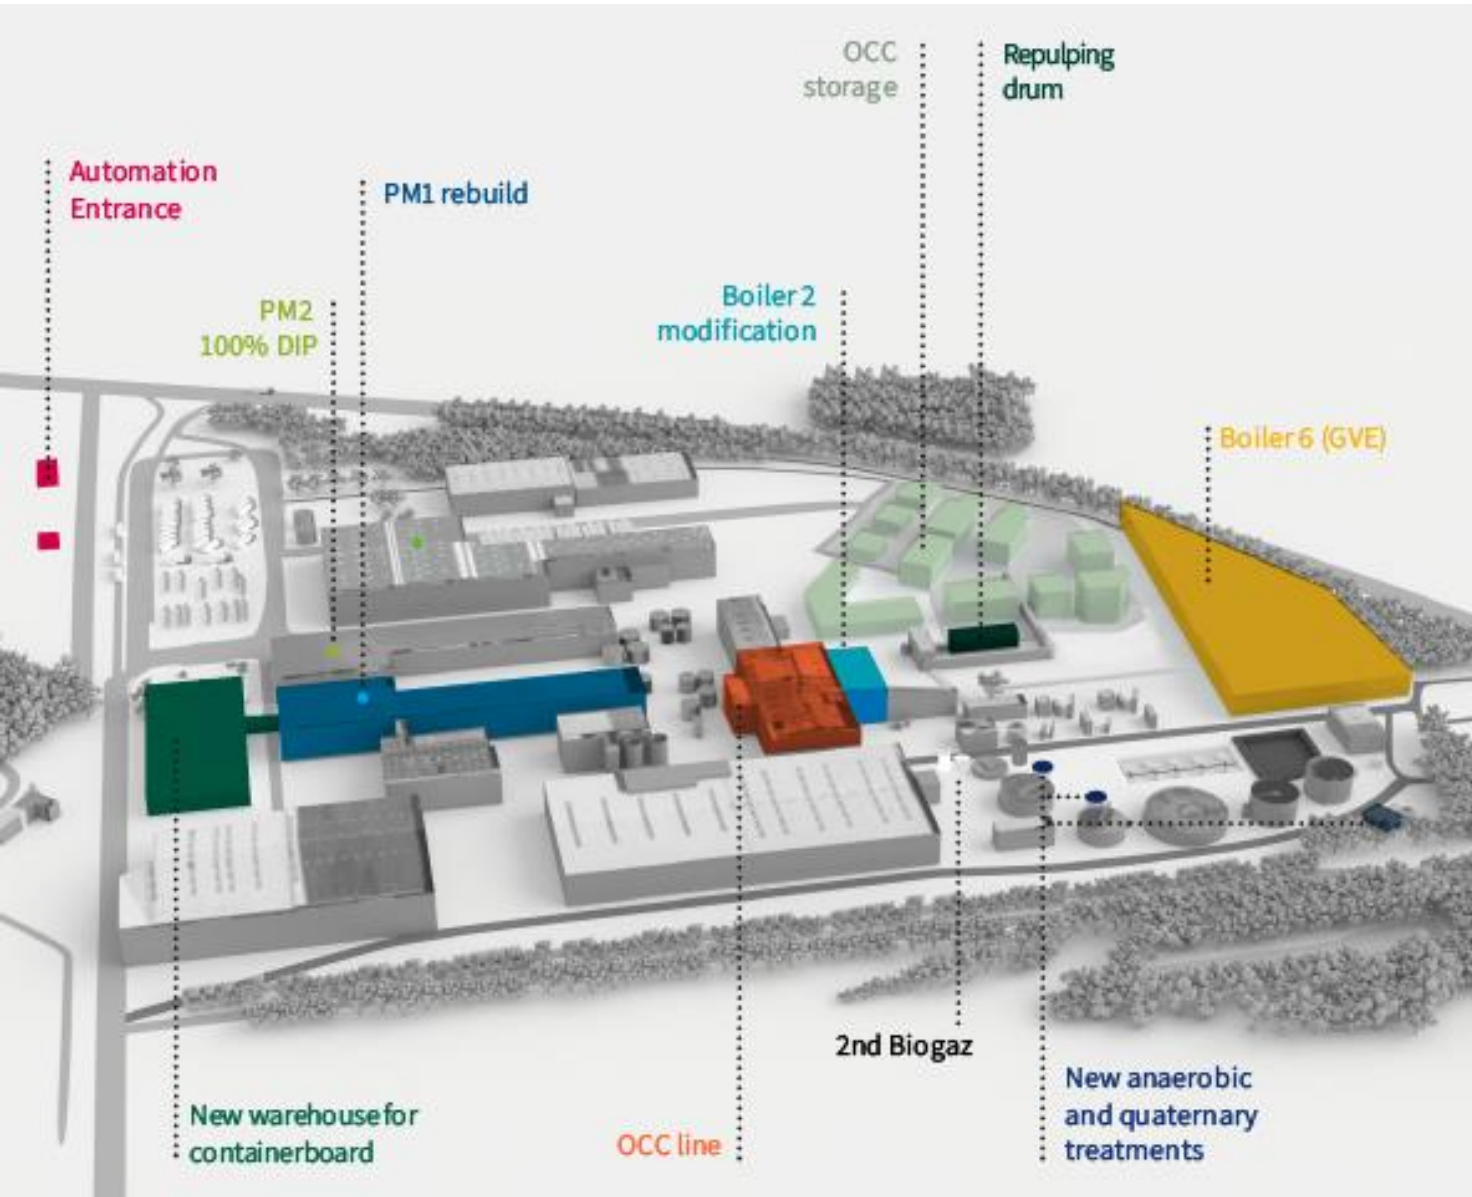 OCC
storage
Repulping
drum
Automation
Entrance
PM1 rebuild
PM2
100% DIP
Boiler 2
modification
Boiler 6 (GVE)
2nd Biogaz
New anaerobic
and quaternary
treatments
New warehouse for
containerboard
OCC line